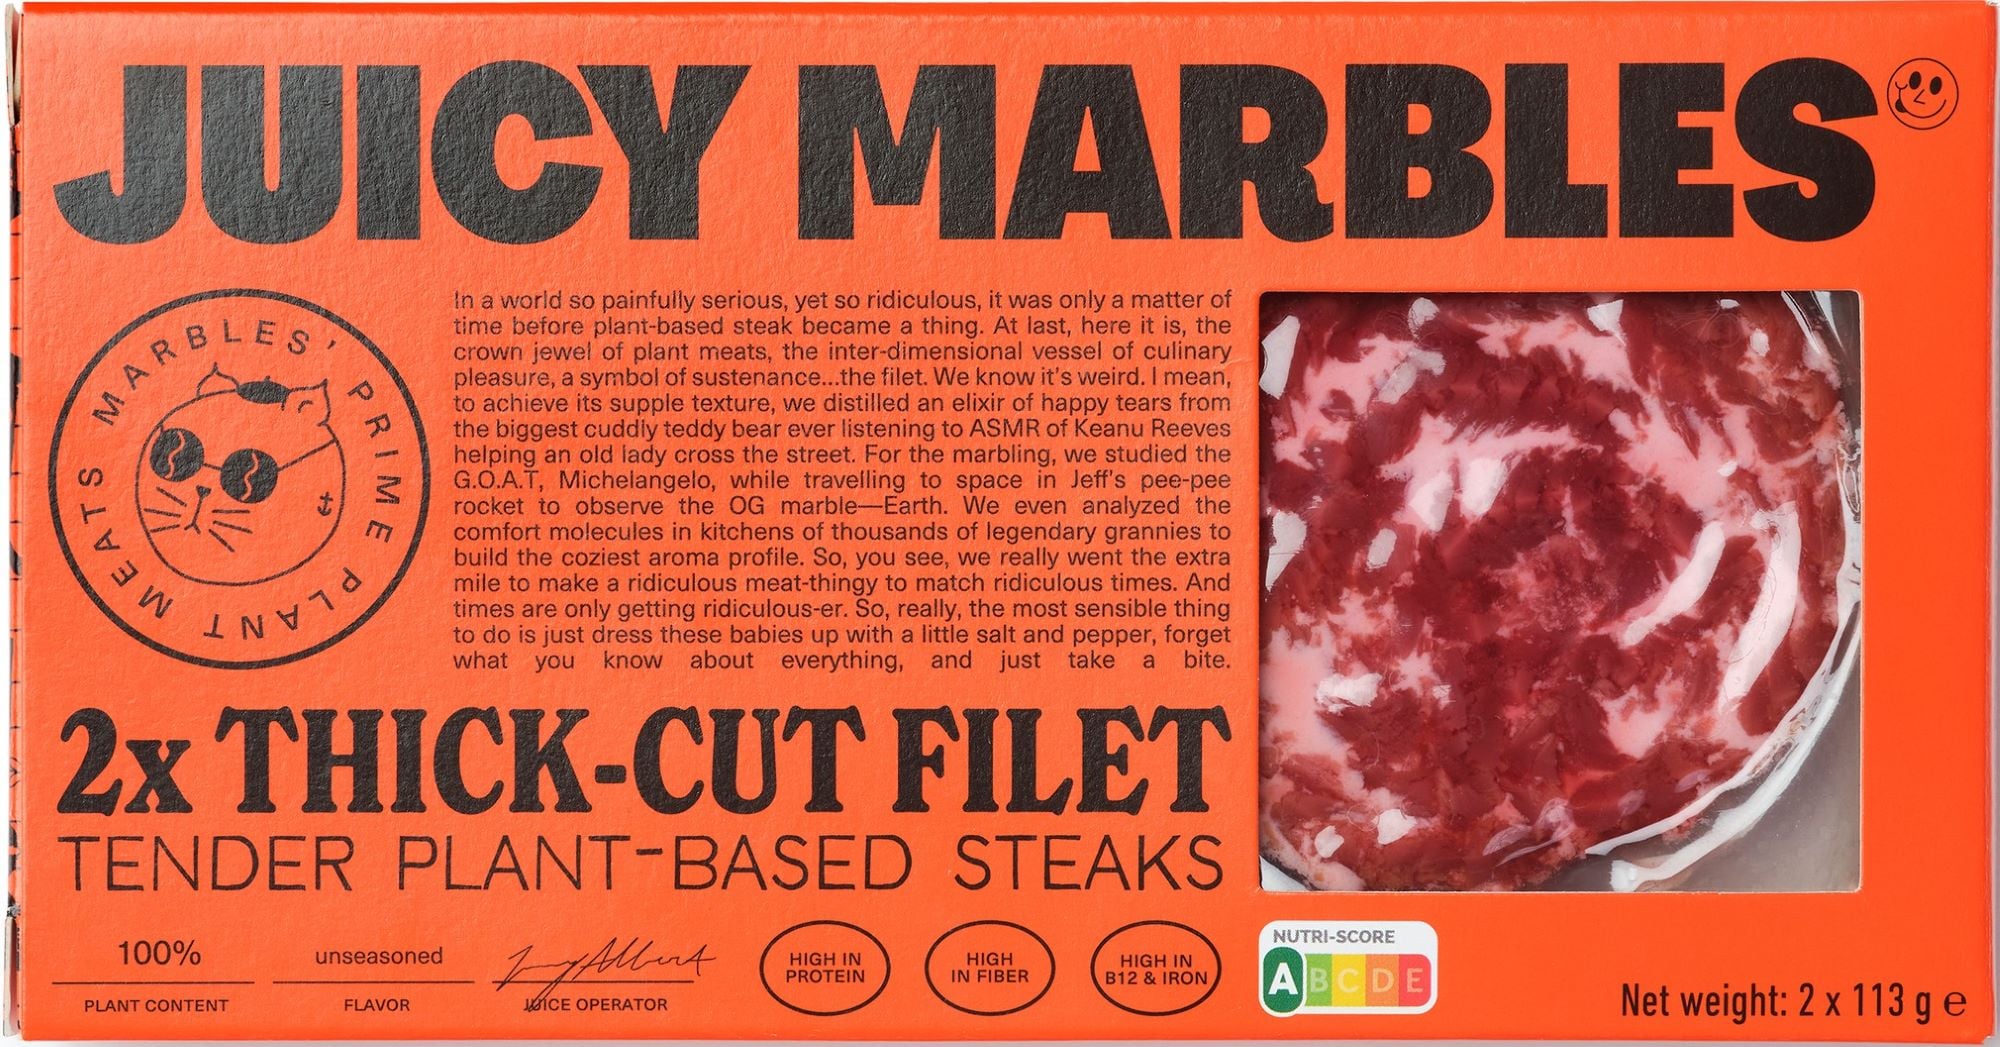 JUICY MARBLES
MARBLES' PRIME PLANT MEATS
In a world so painfully serious, yet so ridiculous, it was only a matter of
time before plant-based steak became a thing. At last, here it is, the
crown jewel of plant meats, the inter-dimensional vessel of culinary
pleasure, a symbol of sustenance...the filet. We know it's weird. I mean,
to achieve its supple texture, we distilled an elixir of happy tears from
the biggest cuddly teddy bear ever listening to ASMR of Keanu Reeves
helping an old lady cross the street. For the marbling, we studied the
G.O.A.T, Michelangelo, while travelling to space in Jeff's pee-pee
rocket to observe the OG marble—Earth. We even analyzed the
comfort molecules in kitchens of thousands of legendary grannies to
build the coziest aroma profile. So, you see, we really went the extra
mile to make a ridiculous meat-thingy to match ridiculous times. And
times are only getting ridiculous-er. So, really, the most sensible thing
to do is just dress these babies up with a little salt and pepper, forget
what you know about everything, and just take a bite.
2x THICK-CUT FILET
TENDER PLANT-BASED STEAKS
100%
PLANT CONTENT
unseasoned
FLAVOR
JUICE OPERATOR
HIGH IN
PROTEIN
HIGH
IN FIBER
HIGH IN
B12 & IRON
NUTRI-SCORE
A B C D E
Net weight: 2 x 113 g e